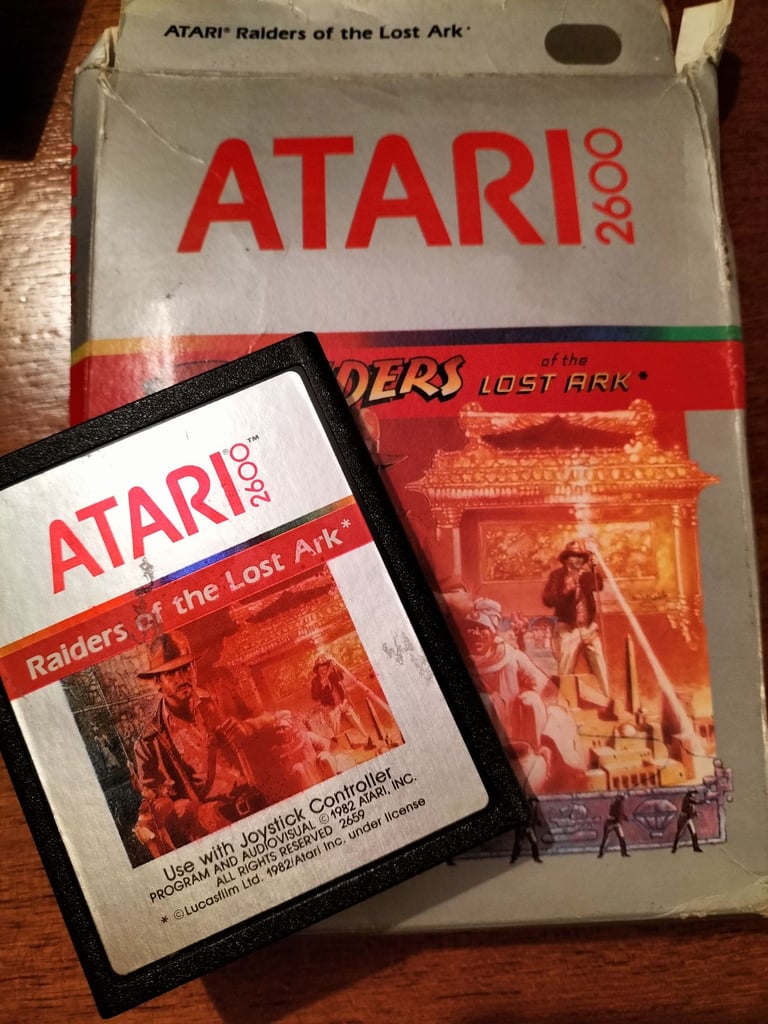 ATARI® Raiders of the Lost Ark*
ATARI 2600
DERS of the LOST ARK*
ATARI® 2600™
Raiders of the Lost Ark*
Use with Joystick Controller
PROGRAM AND AUDIOVISUAL © 1982 ATARI, INC.
ALL RIGHTS RESERVED 2659
* ©Lucasfilm Ltd. 1982/Atari Inc. under license